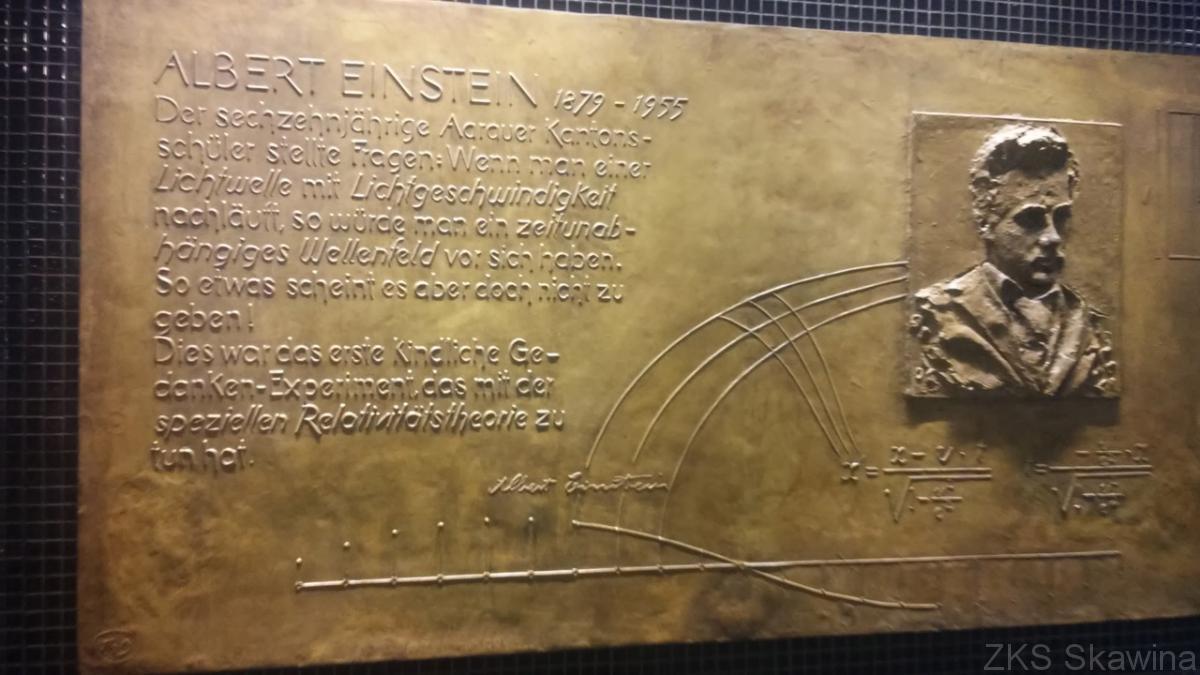 ALBERT EINSTEIN 1879 - 1955
Der sechzehnjährige Aarauer Kantons-
schüler stellte Fragen: Wenn man einer
Lichtwelle mit Lichtgeschwindigkeit
nachläuft, so würde man ein zeitunab-
hängiges Wellenfeld vor sich haben.
So etwas scheint es aber doch nicht zu
geben!
Dies war das erste Kindliche Ge-
danken-Experiment, das mit der
speziellen Relativitätstheorie zu
tun hat.
Albert Einstein
x = x - v · t
ZKS Skawina